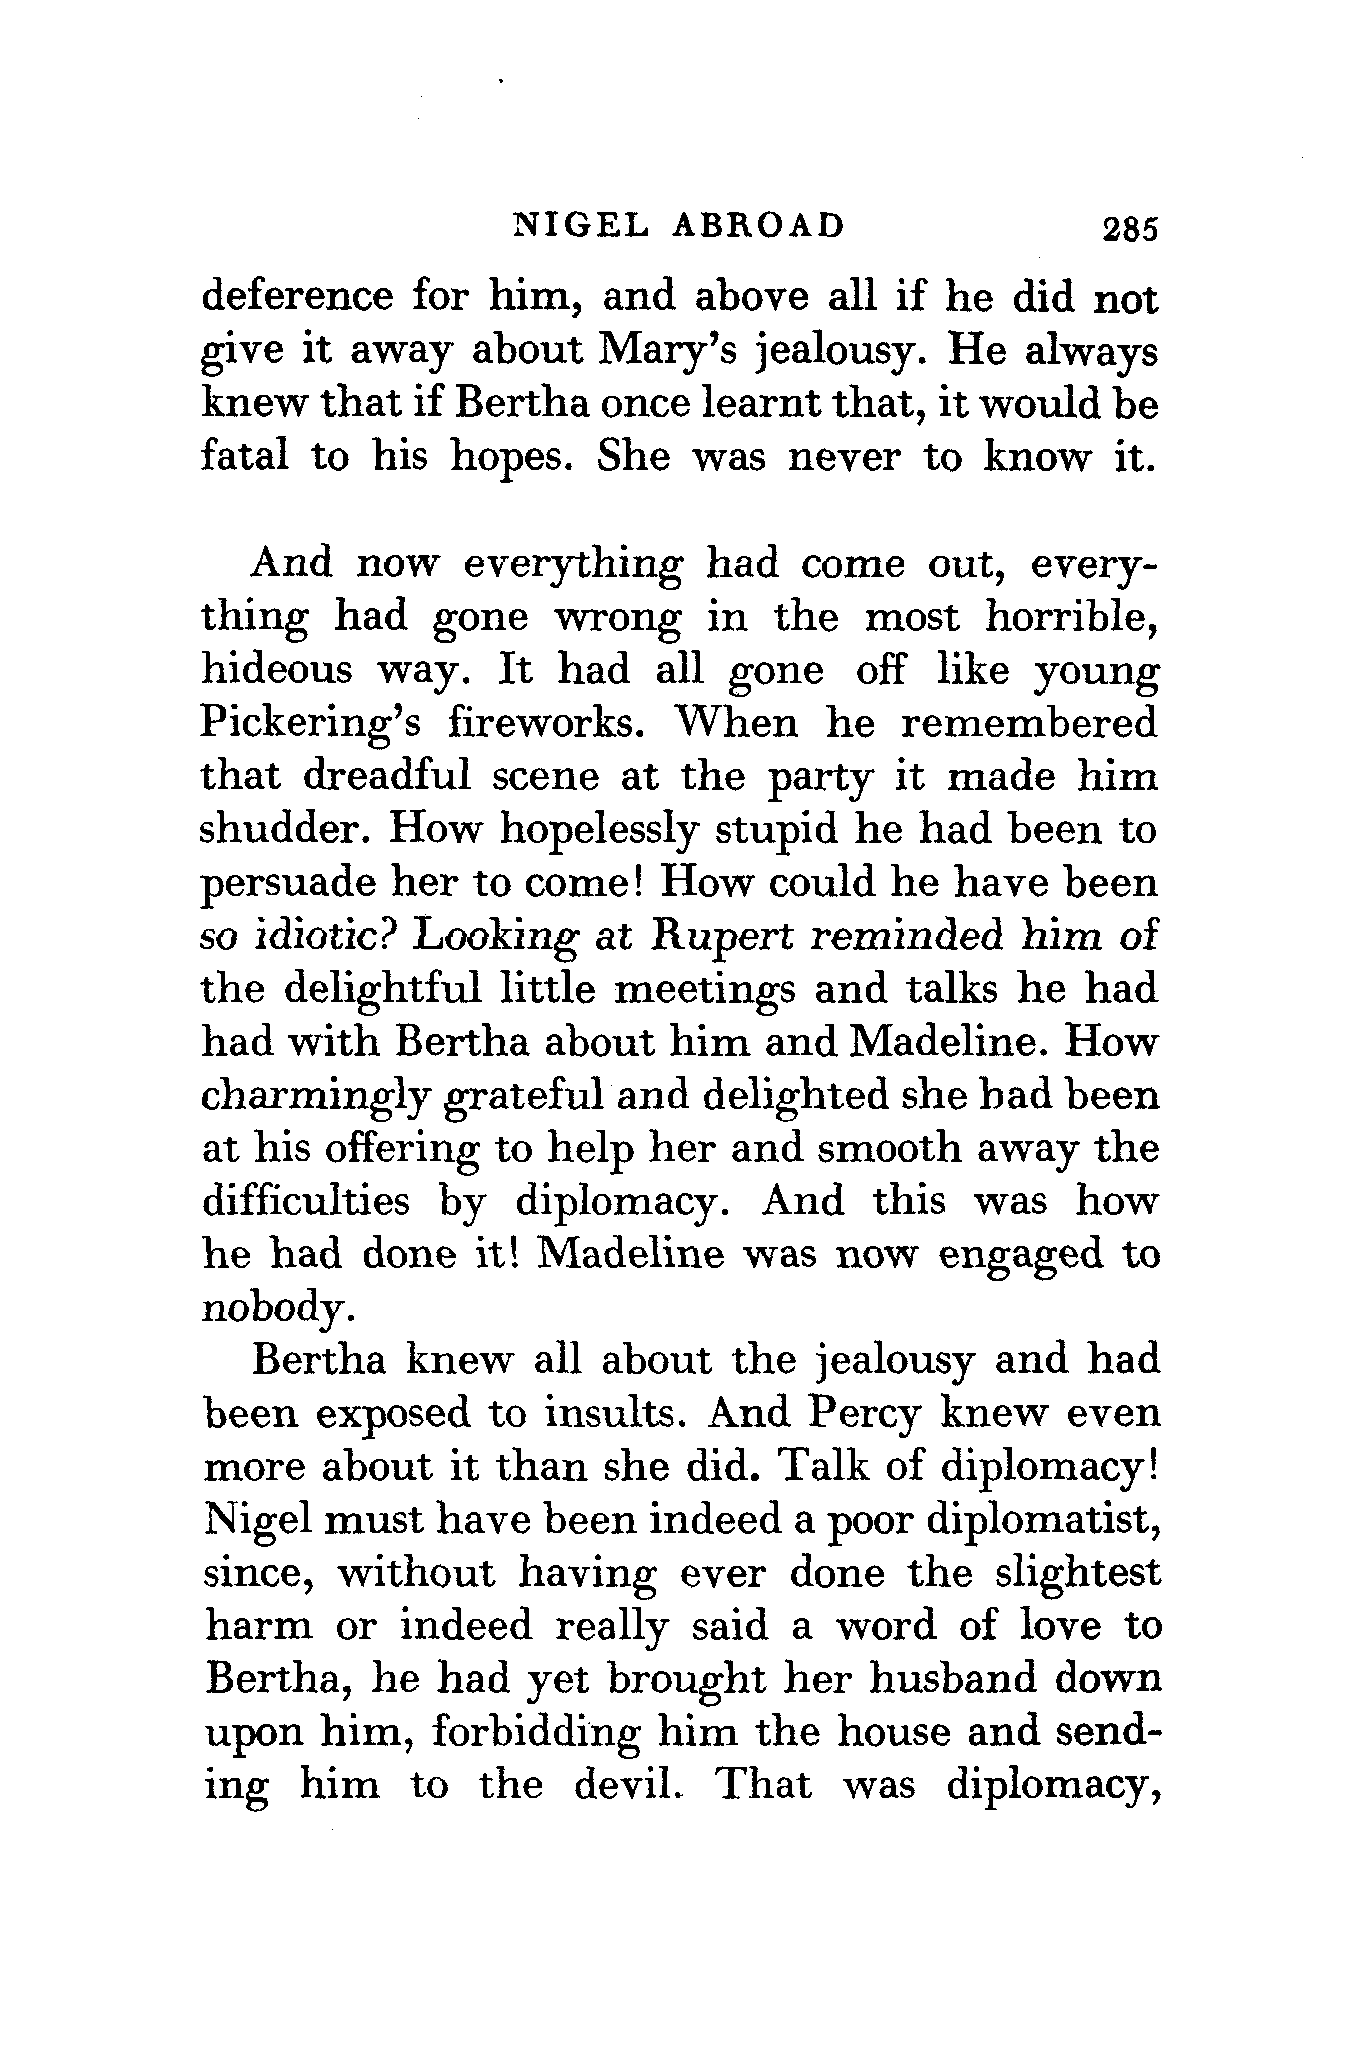 NIGEL ABROAD 285
deference for him, and above all if he did not
give it away about Mary's jealousy. He always
knew that if Bertha once learnt that, it would be
fatal to his hopes. She was never to know it.
And now everything had come out, every-
thing had gone wrong in the most horrible,
hideous way. It had all gone off like young
Pickering's fireworks. When he remembered
that dreadful scene at the party it made him
shudder. How hopelessly stupid he had been to
persuade her to come! How could he have been
so idiotic? Looking at Rupert reminded him of
the delightful little meetings and talks he had
had with Bertha about him and Madeline. How
charmingly grateful and delighted she had been
at his offering to help her and smooth away the
difficulties by diplomacy. And this was how
he had done it! Madeline was now engaged to
nobody.
Bertha knew all about the jealousy and had
been exposed to insults. And Percy knew even
more about it than she did. Talk of diplomacy!
Nigel must have been indeed a poor diplomatist,
since, without having ever done the slightest
harm or indeed really said a word of love to
Bertha, he had yet brought her husband down
upon him, forbidding him the house and send-
ing him to the devil. That was diplomacy,